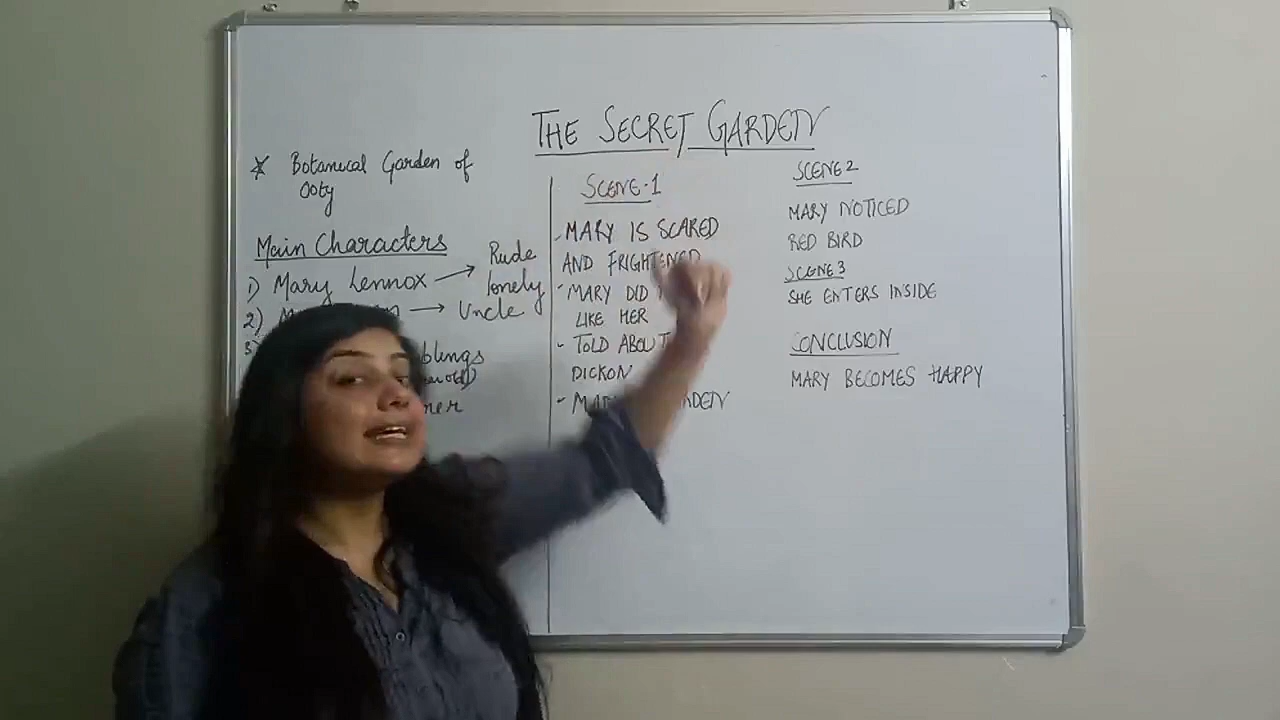 THE SECRET GARDEN
* Botanical Garden of
Ooty
Main Characters
1) Mary Lennox → Rude
lonely
2) → Uncle
3)
SCENE-1
- MARY IS SCARED
AND FRIGHTENED
- MARY DID
LIKE HER
- TOLD ABOUT
DICKON
-
SCENE 2
MARY NOTICED
RED BIRD
SCENE 3
SHE ENTERS INSIDE
CONCLUSION
MARY BECOMES HAPPY